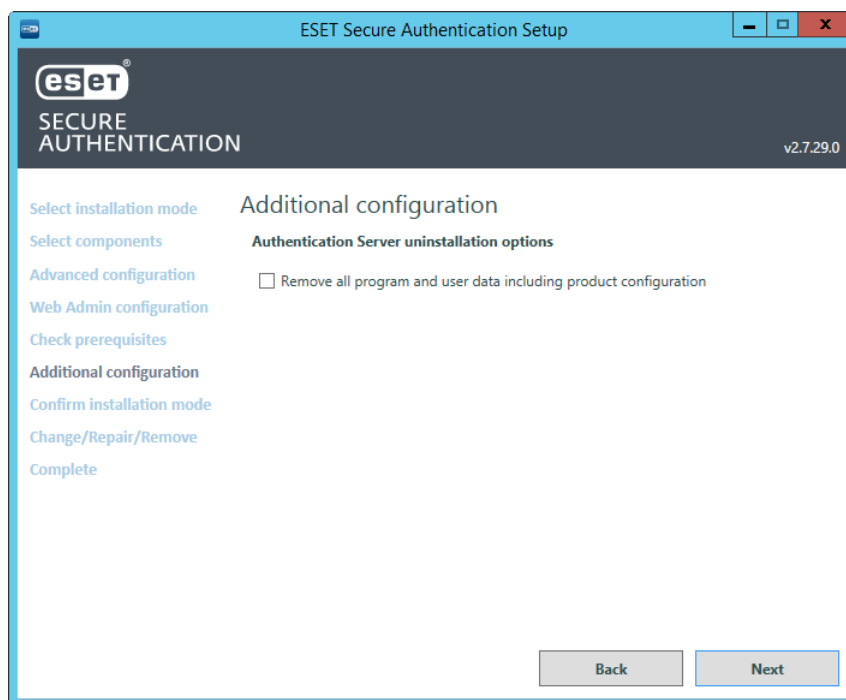 ESET Secure Authentication Setup
eset®
SECURE
AUTHENTICATION
v2.7.29.0
Select installation mode
Select components
Advanced configuration
Web Admin configuration
Check prerequisites
Additional configuration
Confirm installation mode
Change/Repair/Remove
Complete
Additional configuration
Authentication Server uninstallation options
Remove all program and user data including product configuration
Back
Next